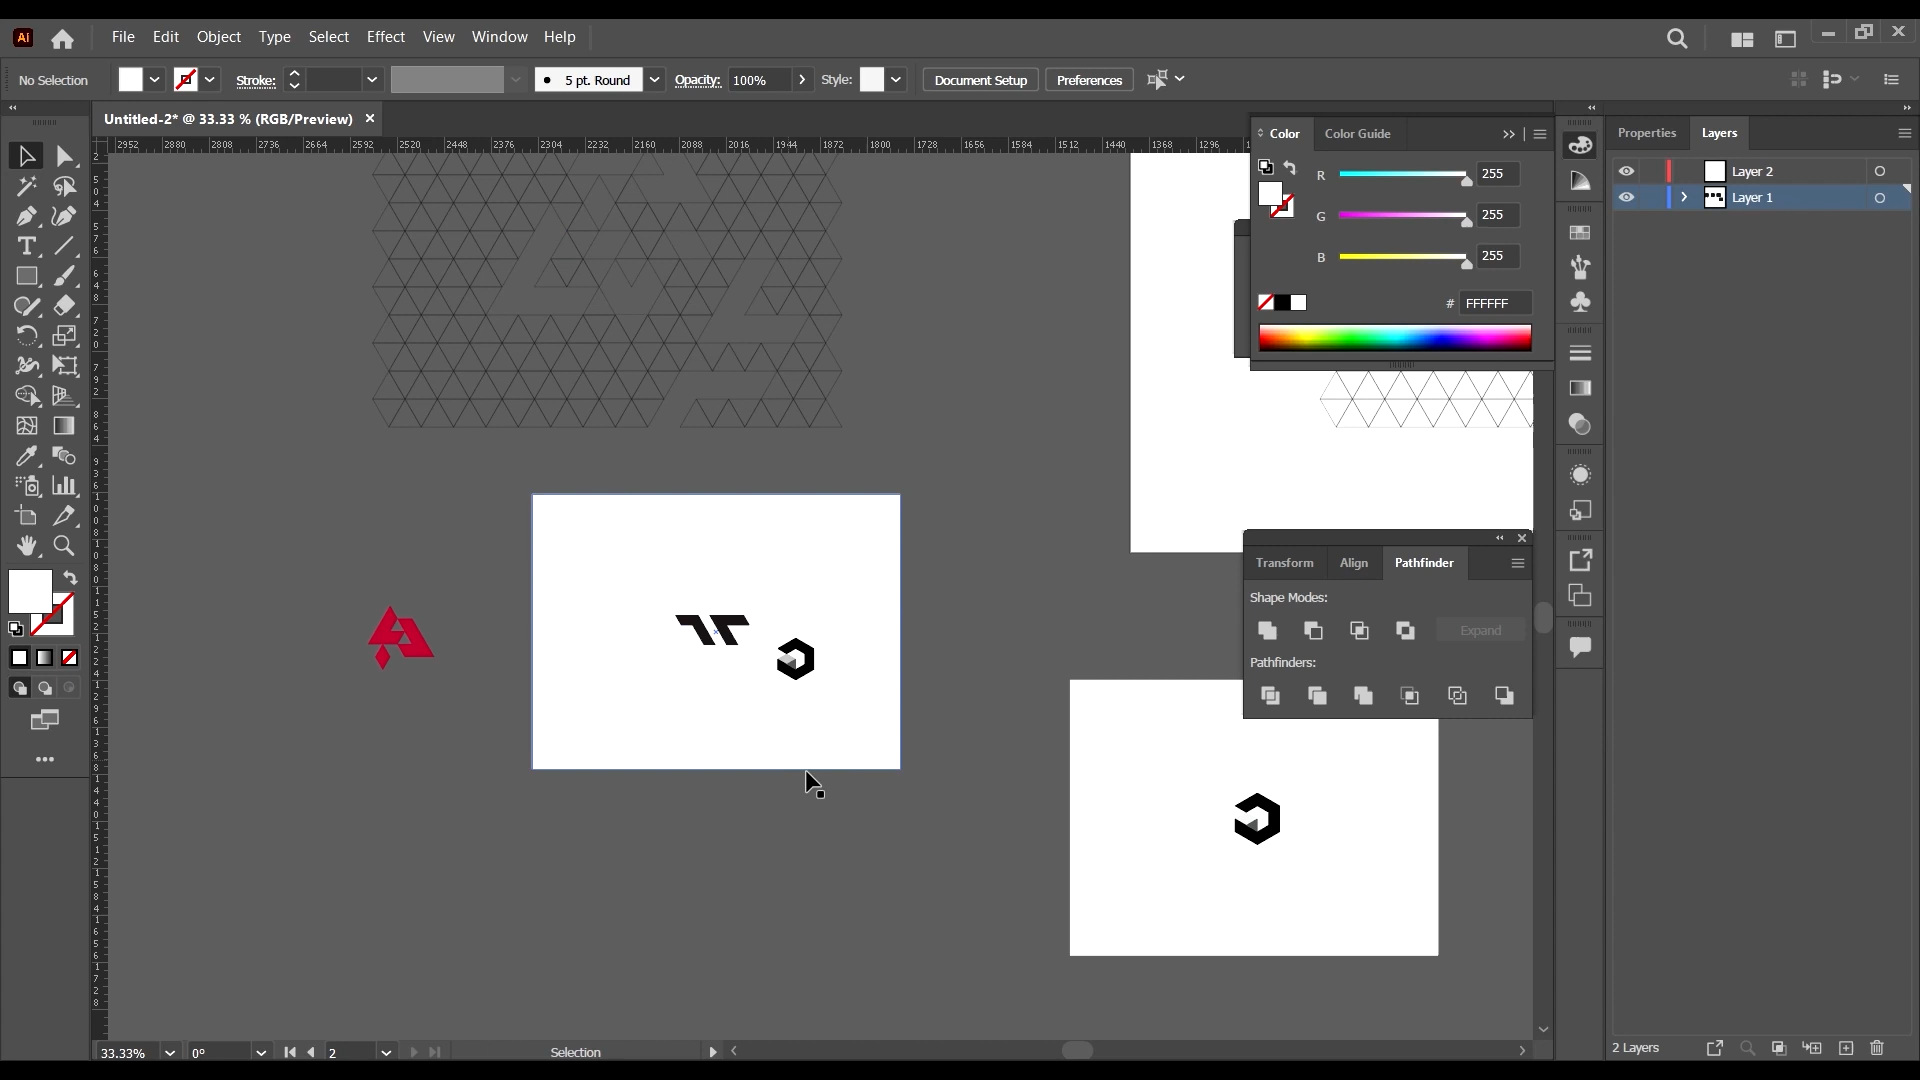 Ai File Edit Object Type Select Effect View Window Help
No Selection Stroke: 5 pt. Round Opacity: 100% Style: Document Setup Preferences
Untitled-2* @ 33.33 % (RGB/Preview)
2952 2880 2808 2736 2664 2592 2520 2448 2376 2304 2232 2160 2088 2016 1944 1872 1800 1728 1656 1584 1512 1440 1368 1296
Color Color Guide
R 255
G 255
B 255
# FFFFFF
Properties Layers
Layer 2
Layer 1
Transform Align Pathfinder
Shape Modes:
Expand
Pathfinders:
33.33% 0° 2 Selection
2 Layers